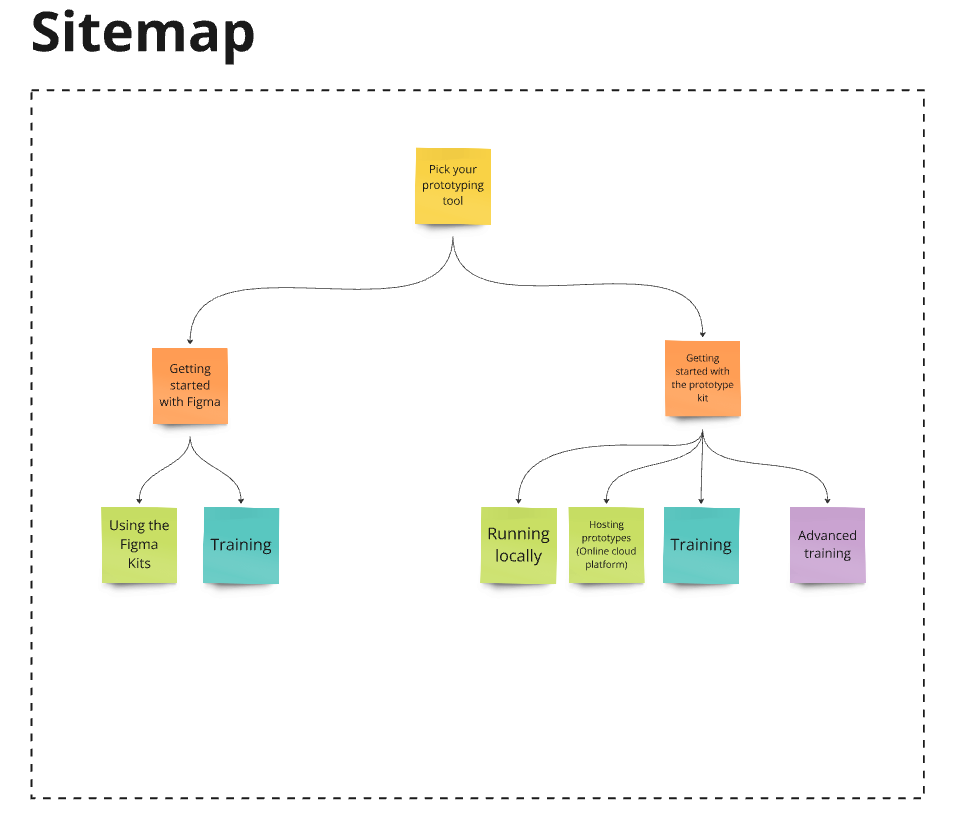 Sitemap
Pick your
prototyping
tool
Getting
started
with Figma
Getting
started with
the prototype
kit
Using the
Figma
Kits
Training
Running
locally
Hosting
prototypes
(Online cloud
platform)
Training
Advanced
training